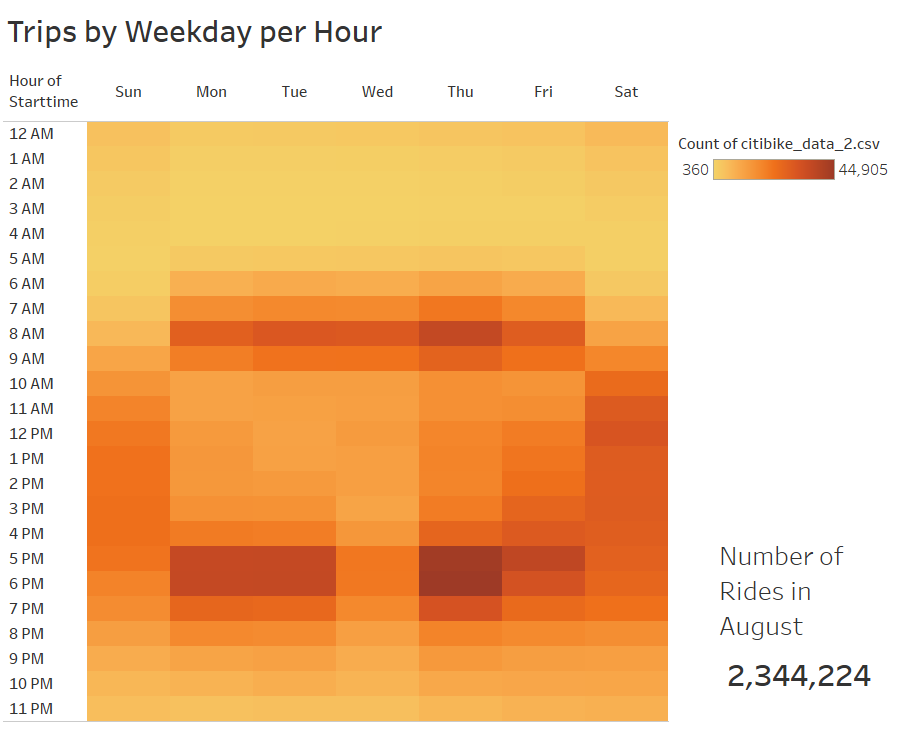 Trips by Weekday per Hour
Hour of
Starttime
Sun Mon Tue Wed Thu Fri Sat
12 AM
1 AM
2 AM
3 AM
4 AM
5 AM
6 AM
7 AM
8 AM
9 AM
10 AM
11 AM
12 PM
1 PM
2 PM
3 PM
4 PM
5 PM
6 PM
7 PM
8 PM
9 PM
10 PM
11 PM
Count of citibike_data_2.csv
360 44,905
Number of
Rides in
August
2,344,224